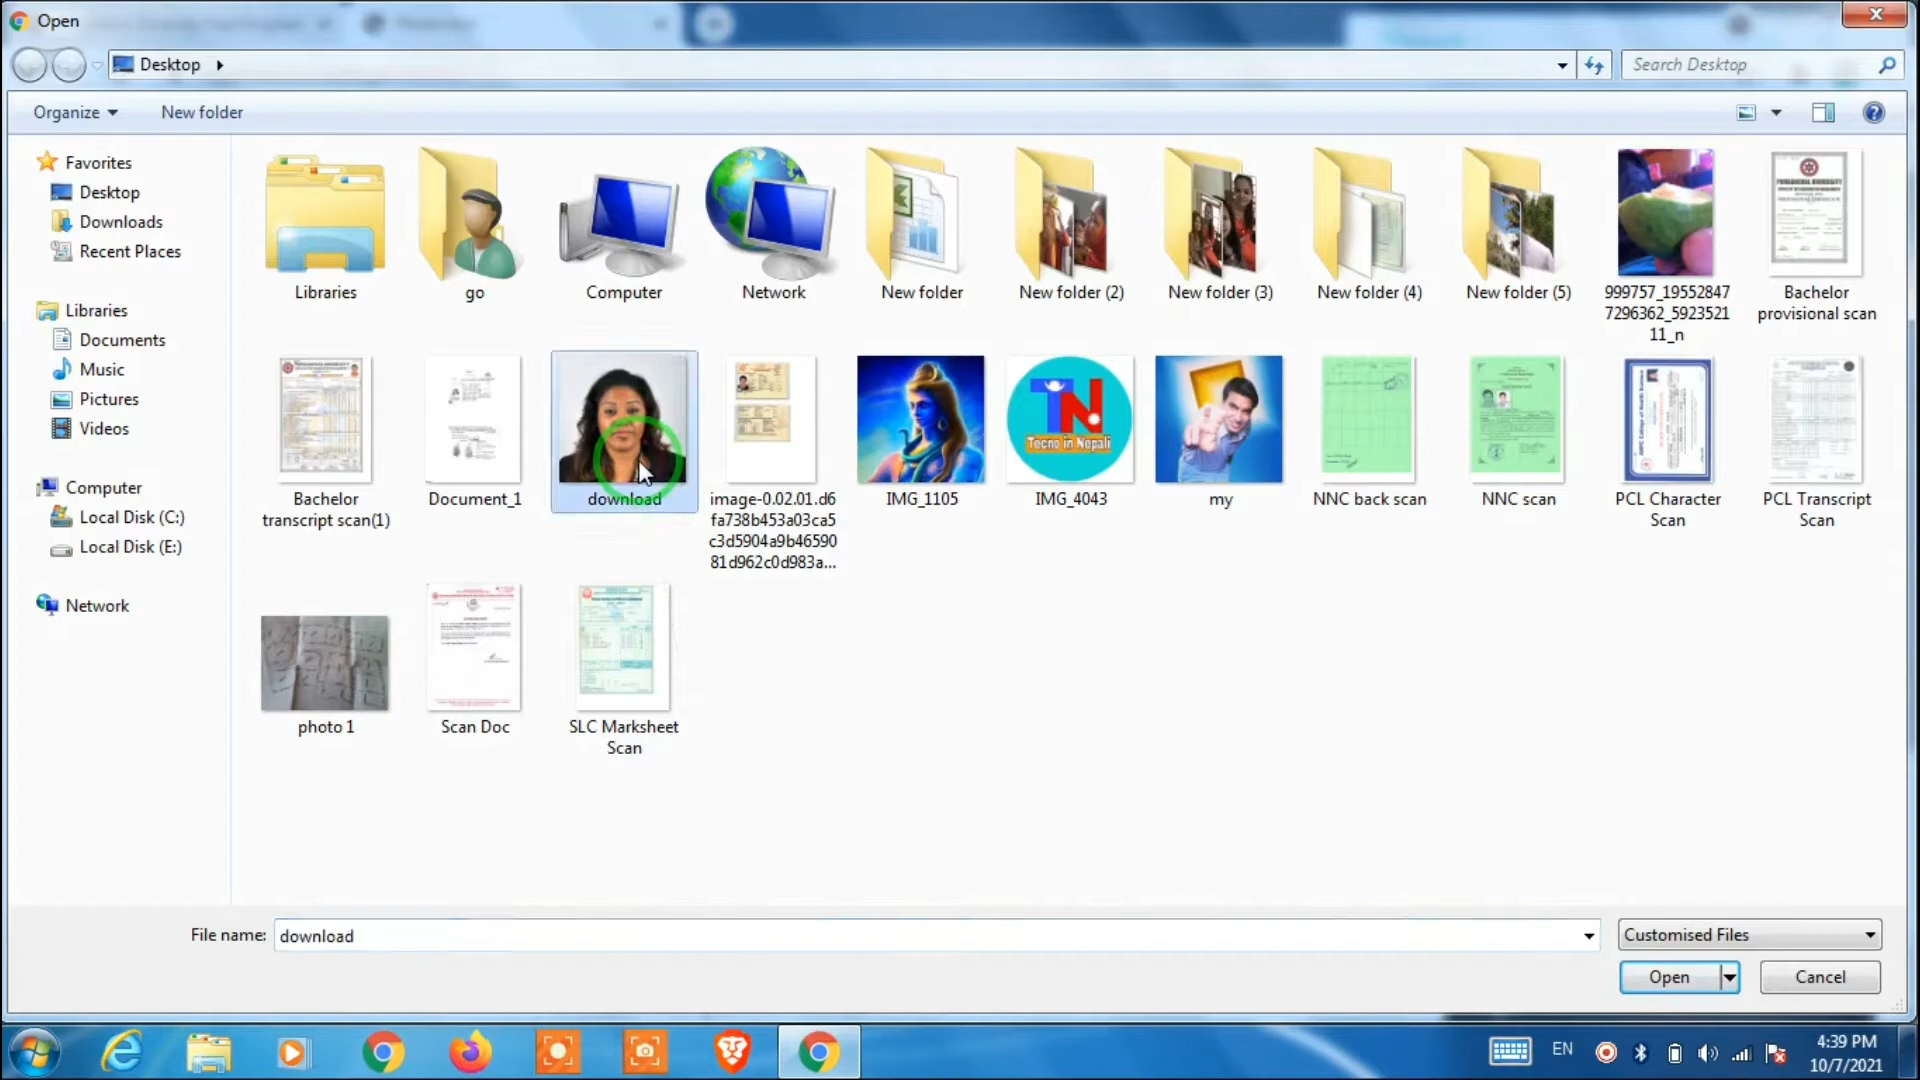 Open
Desktop
Search Desktop
Organize
New folder
Favorites
Desktop
Downloads
Recent Places
Libraries
Documents
Music
Pictures
Videos
Computer
Local Disk (C:)
Local Disk (E:)
Network
Libraries
go
Computer
Network
New folder
New folder (2)
New folder (3)
New folder (4)
New folder (5)
999757_19552847
7296362_5923521
11_n
Bachelor
provisional scan
Bachelor
transcript scan(1)
Document_1
download
image-0.02.01.d6
fa738b453a03ca5
c3d5904a9b46590
81d962c0d983a...
IMG_1105
TN
Tecno in Nepali
IMG_4043
my
NNC back scan
NNC scan
PCL Character
Scan
PCL Transcript
Scan
photo 1
Scan Doc
SLC Marksheet
Scan
File name:
download
Customised Files
Open
Cancel
EN
4:39 PM
10/7/2021